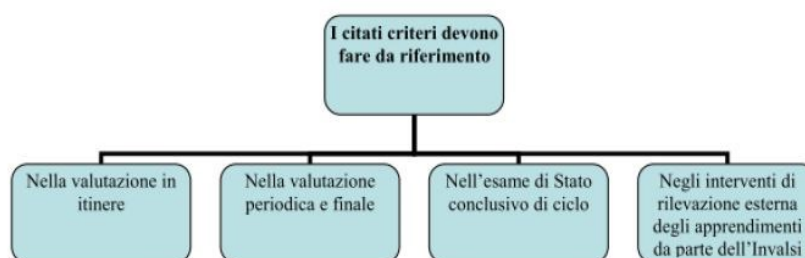 I citati criteri devono
fare da riferimento
Nella valutazione in
itinere
Nella valutazione
periodica e finale
Nell'esame di Stato
conclusivo di ciclo
Negli interventi di
rilevazione esterna
degli apprendimenti
da parte dell'Invalsi